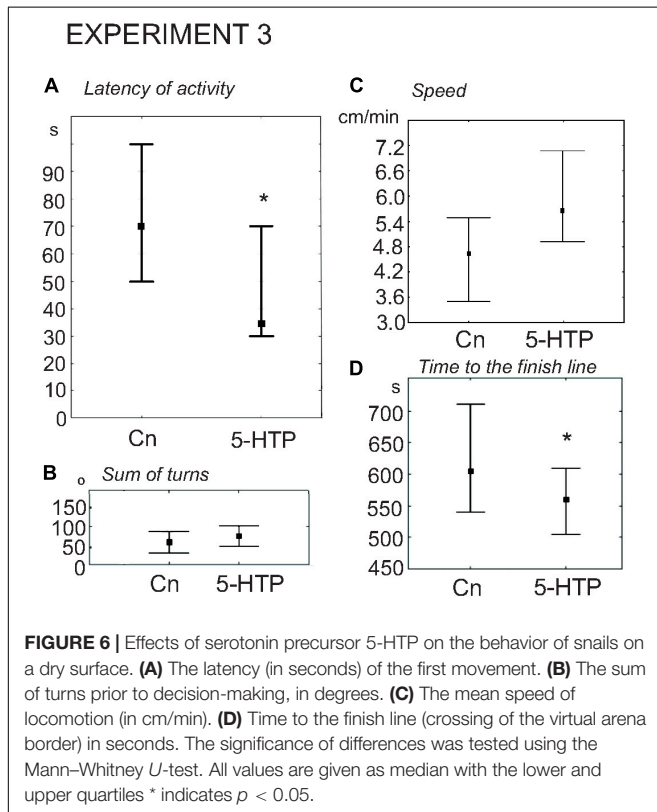 EXPERIMENT 3
A Latency of activity
s
90
80
70
60
50
40
30
20
10
0
*
Cn 5-HTP
B o Sum of turns
150
100
50
0
Cn 5-HTP
C Speed
cm/min
7.2
6.6
6.0
5.4
4.8
4.2
3.6
3.0
Cn 5-HTP
D Time to the finish line
s
700
650
600
550
500
450
*
Cn 5-HTP
FIGURE 6 | Effects of serotonin precursor 5-HTP on the behavior of snails on
a dry surface. (A) The latency (in seconds) of the first movement. (B) The sum
of turns prior to decision-making, in degrees. (C) The mean speed of
locomotion (in cm/min). (D) Time to the finish line (crossing of the virtual arena
border) in seconds. The significance of differences was tested using the
Mann–Whitney U-test. All values are given as median with the lower and
upper quartiles * indicates p < 0.05.